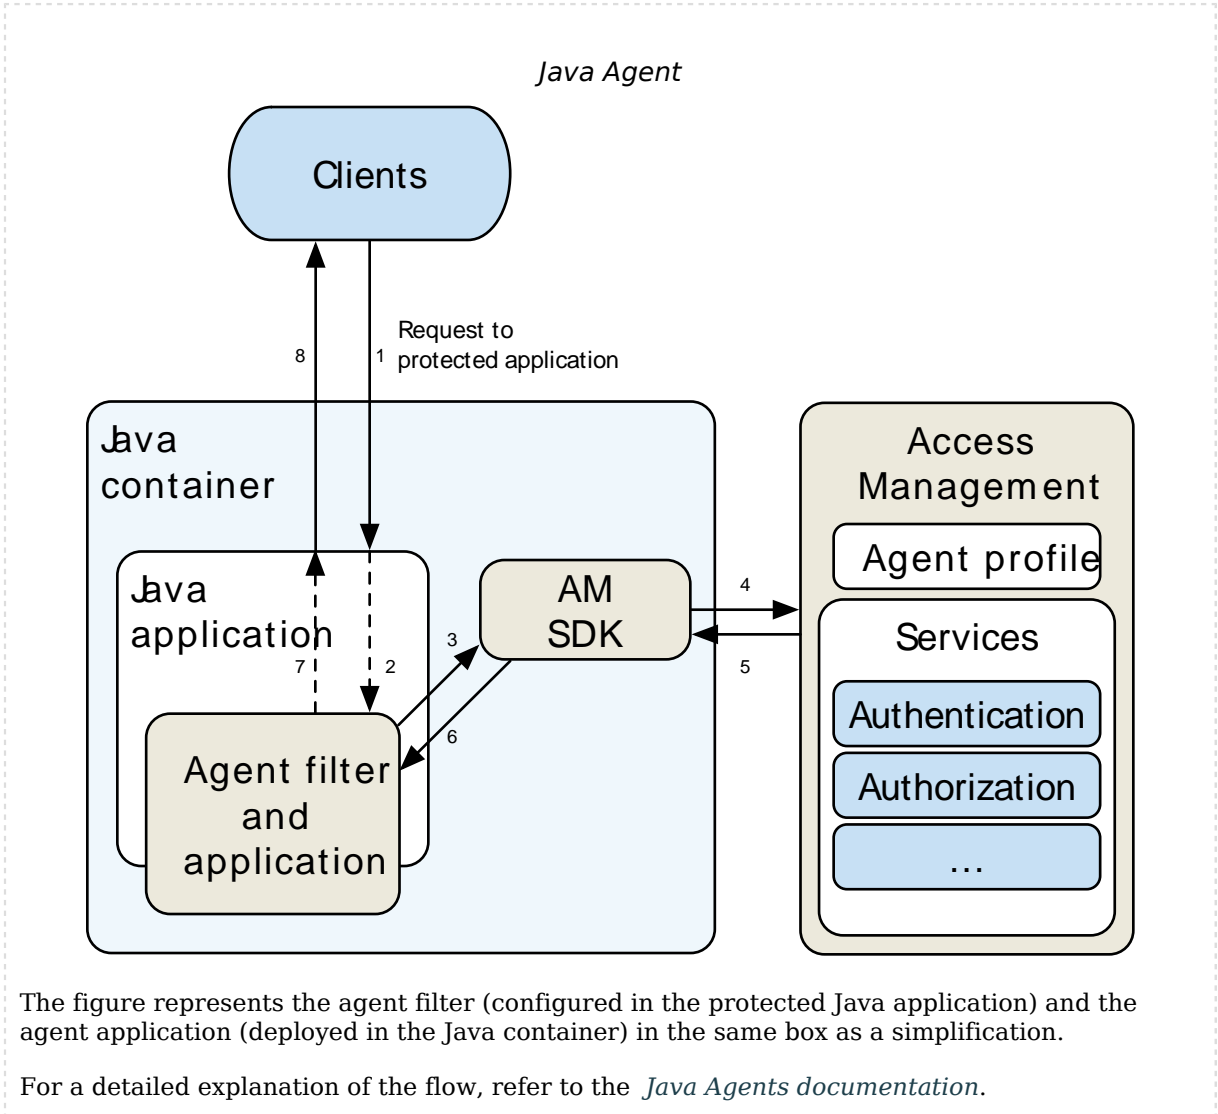 Java Agent
Clients
8
1
Request to
protected application
Java
container
Access
Management
Agent profile
Java
application
AM
SDK
4
Services
3
7
2
5
Authentication
6
Agent filter
and
application
Authorization
...
The figure represents the agent filter (configured in the protected Java application) and the
agent application (deployed in the Java container) in the same box as a simplification.
For a detailed explanation of the flow, refer to the Java Agents documentation.